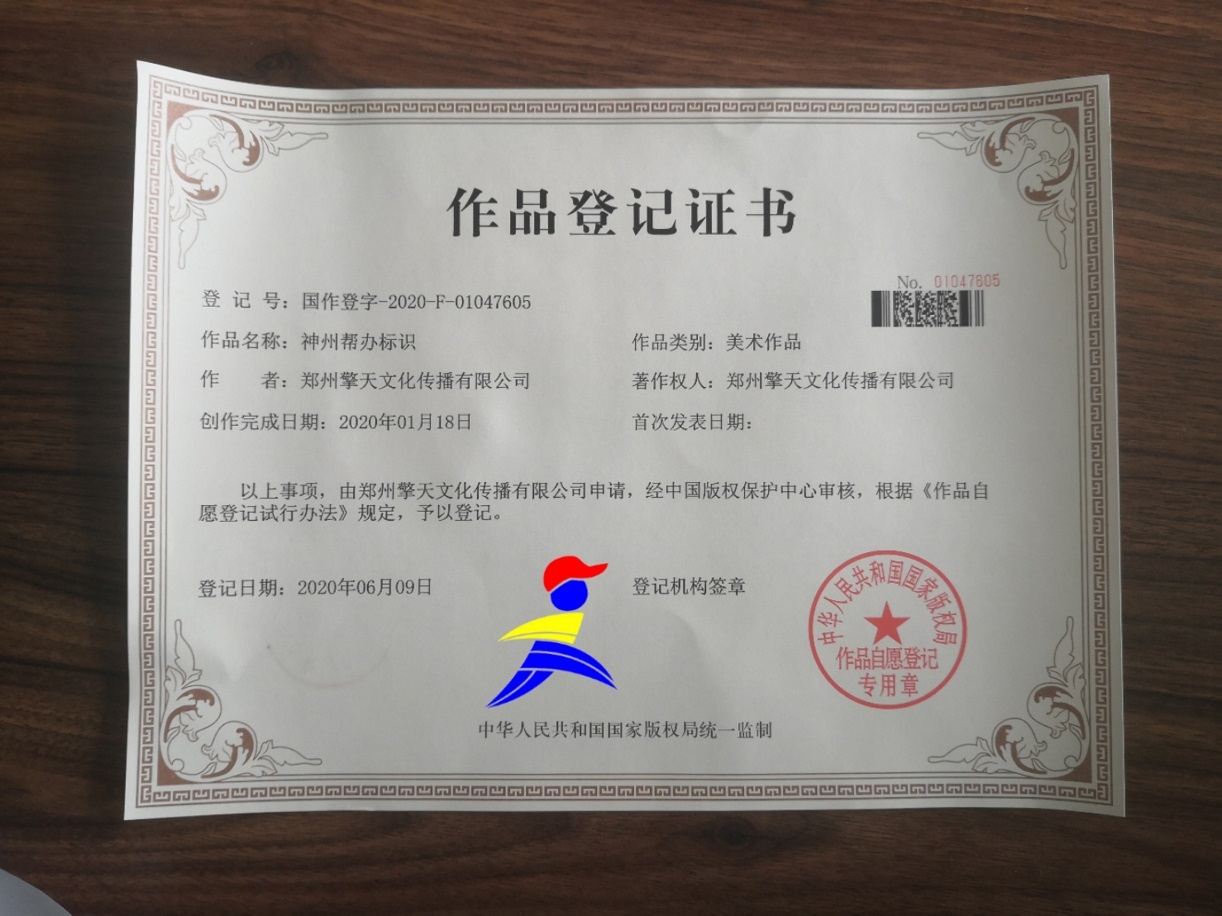 作品登记证书
No. 01047605
登 记 号：国作登字-2020-F-01047605
作品名称：神州帮办标识
作品类别：美术作品
作 者：郑州擎天文化传播有限公司
著作权人：郑州擎天文化传播有限公司
创作完成日期：2020年01月18日
首次发表日期：
以上事项，由郑州擎天文化传播有限公司申请，经中国版权保护中心审核，根据《作品自
愿登记试行办法》规定，予以登记。
登记日期：2020年06月09日
登记机构签章
中华人民共和国国家版权局
作品自愿登记
专用章
中华人民共和国国家版权局统一监制